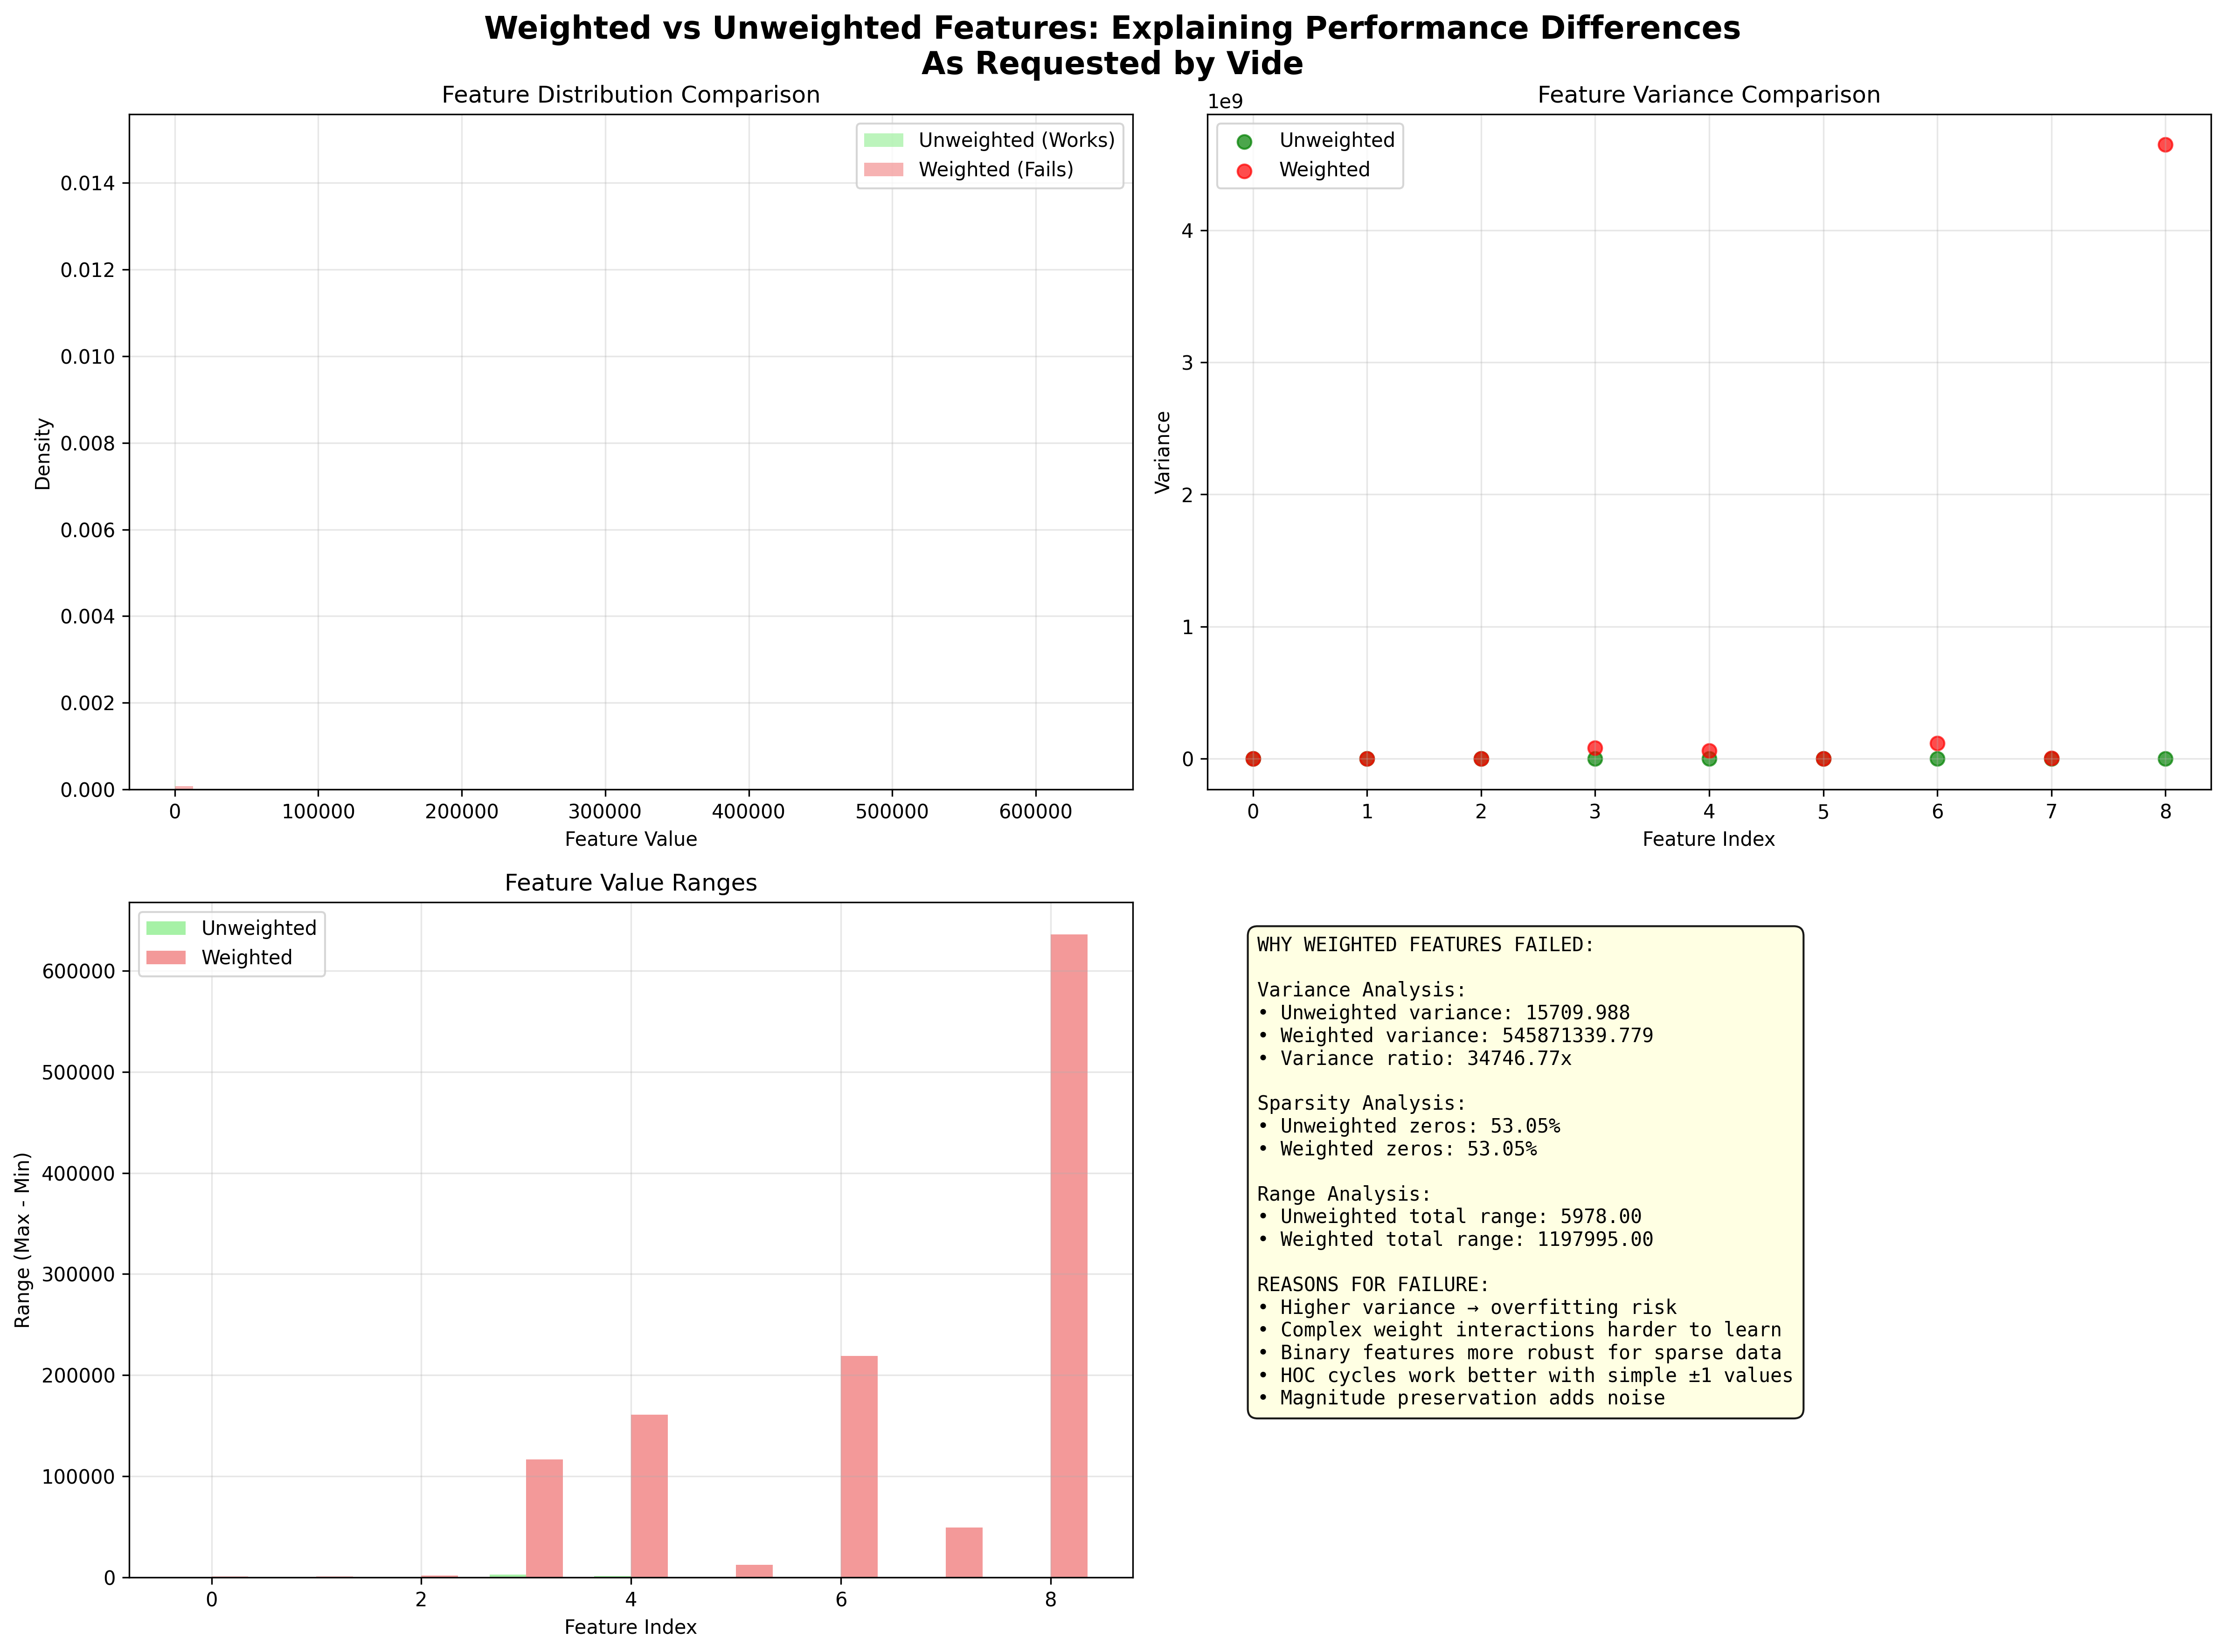 Weighted vs Unweighted Features: Explaining Performance Differences
As Requested by Vide
Feature Distribution Comparison
Unweighted (Works)
Weighted (Fails)
0.014
0.012
0.010
0.008
0.006
0.004
0.002
0.000
Density
0 100000 200000 300000 400000 500000 600000
Feature Value
Feature Variance Comparison
1e9
Unweighted
Weighted
4
3
2
1
0
Variance
0 1 2 3 4 5 6 7 8
Feature Index
Feature Value Ranges
Unweighted
Weighted
600000
500000
400000
300000
200000
100000
0
Range (Max - Min)
0 2 4 6 8
Feature Index
WHY WEIGHTED FEATURES FAILED:
Variance Analysis:
• Unweighted variance: 15709.988
• Weighted variance: 545871339.779
• Variance ratio: 34746.77x
Sparsity Analysis:
• Unweighted zeros: 53.05%
• Weighted zeros: 53.05%
Range Analysis:
• Unweighted total range: 5978.00
• Weighted total range: 1197995.00
REASONS FOR FAILURE:
• Higher variance → overfitting risk
• Complex weight interactions harder to learn
• Binary features more robust for sparse data
• HOC cycles work better with simple ±1 values
• Magnitude preservation adds noise